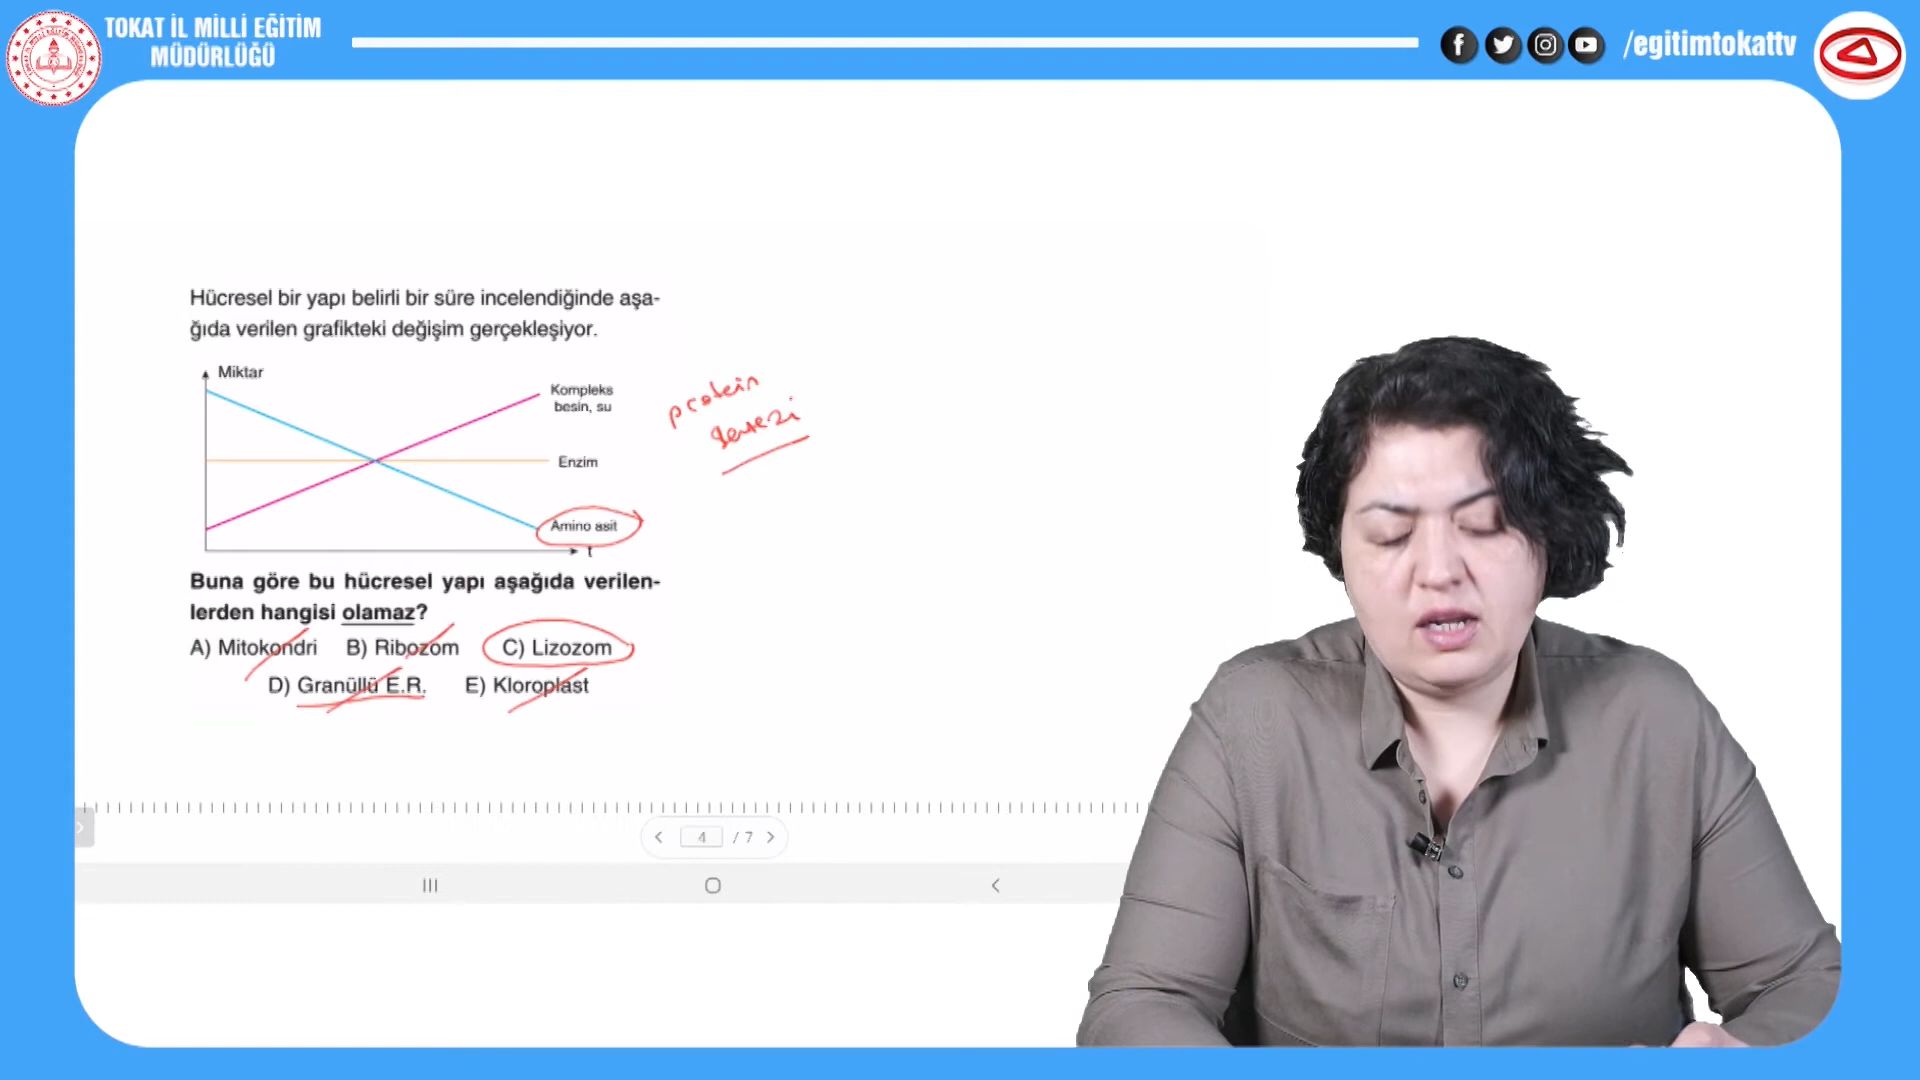 TOKAT İL MİLLİ EĞİTİM
MÜDÜRLÜĞÜ
/egitimtokattv
Hücresel bir yapı belirli bir süre incelendiğinde aşa-
ğıda verilen grafikteki değişim gerçekleşiyor.
Miktar
Kompleks
besin, su
Enzim
Amino asit
t
protein
sentezi
Buna göre bu hücresel yapı aşağıda verilen-
lerden hangisi olamaz?
A) Mitokondri B) Ribozom C) Lizozom
D) Granüllü E.R. E) Kloroplast
4 / 7